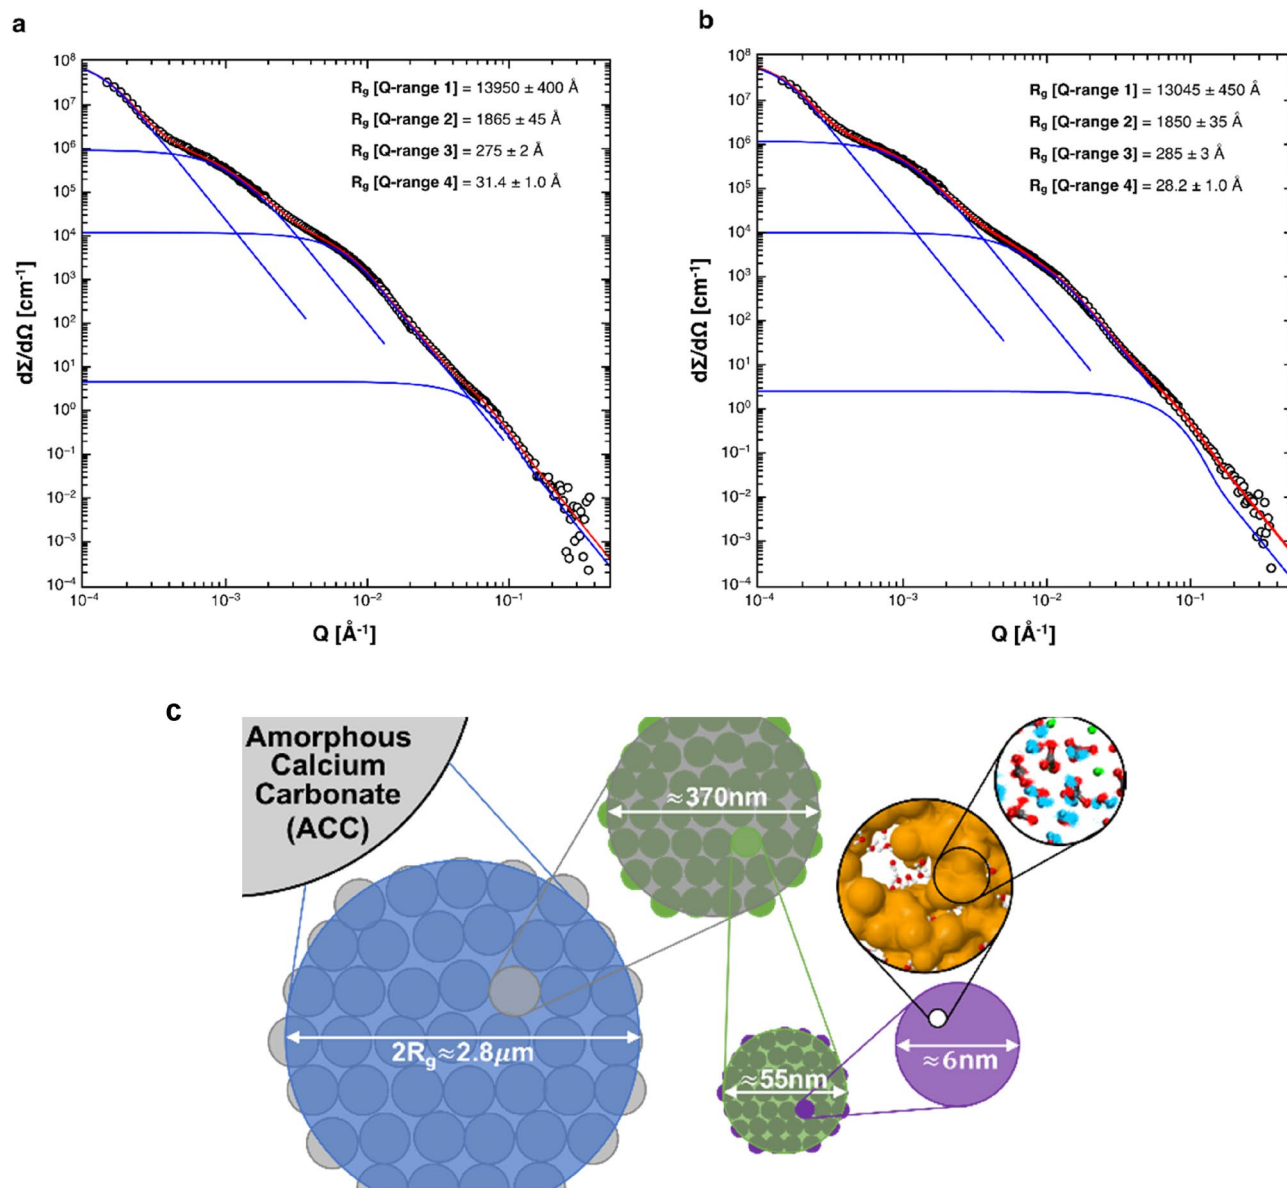 a
10⁸
10⁷
10⁶
10⁵
10⁴
10³
10²
10¹
10⁰
10⁻¹
10⁻²
10⁻³
10⁻⁴
dΣ/dΩ [cm⁻¹]
R_g [Q-range 1] = 13950 ± 400 Å
R_g [Q-range 2] = 1865 ± 45 Å
R_g [Q-range 3] = 275 ± 2 Å
R_g [Q-range 4] = 31.4 ± 1.0 Å
10⁻⁴ 10⁻³ 10⁻² 10⁻¹
Q [Å⁻¹]
b
10⁸
10⁷
10⁶
10⁵
10⁴
10³
10²
10¹
10⁰
10⁻¹
10⁻²
10⁻³
10⁻⁴
dΣ/dΩ [cm⁻¹]
R_g [Q-range 1] = 13045 ± 450 Å
R_g [Q-range 2] = 1850 ± 35 Å
R_g [Q-range 3] = 285 ± 3 Å
R_g [Q-range 4] = 28.2 ± 1.0 Å
10⁻⁴ 10⁻³ 10⁻² 10⁻¹
Q [Å⁻¹]
c
Amorphous
Calcium
Carbonate
(ACC)
2R_g≈2.8μm
≈370nm
≈55nm
≈6nm